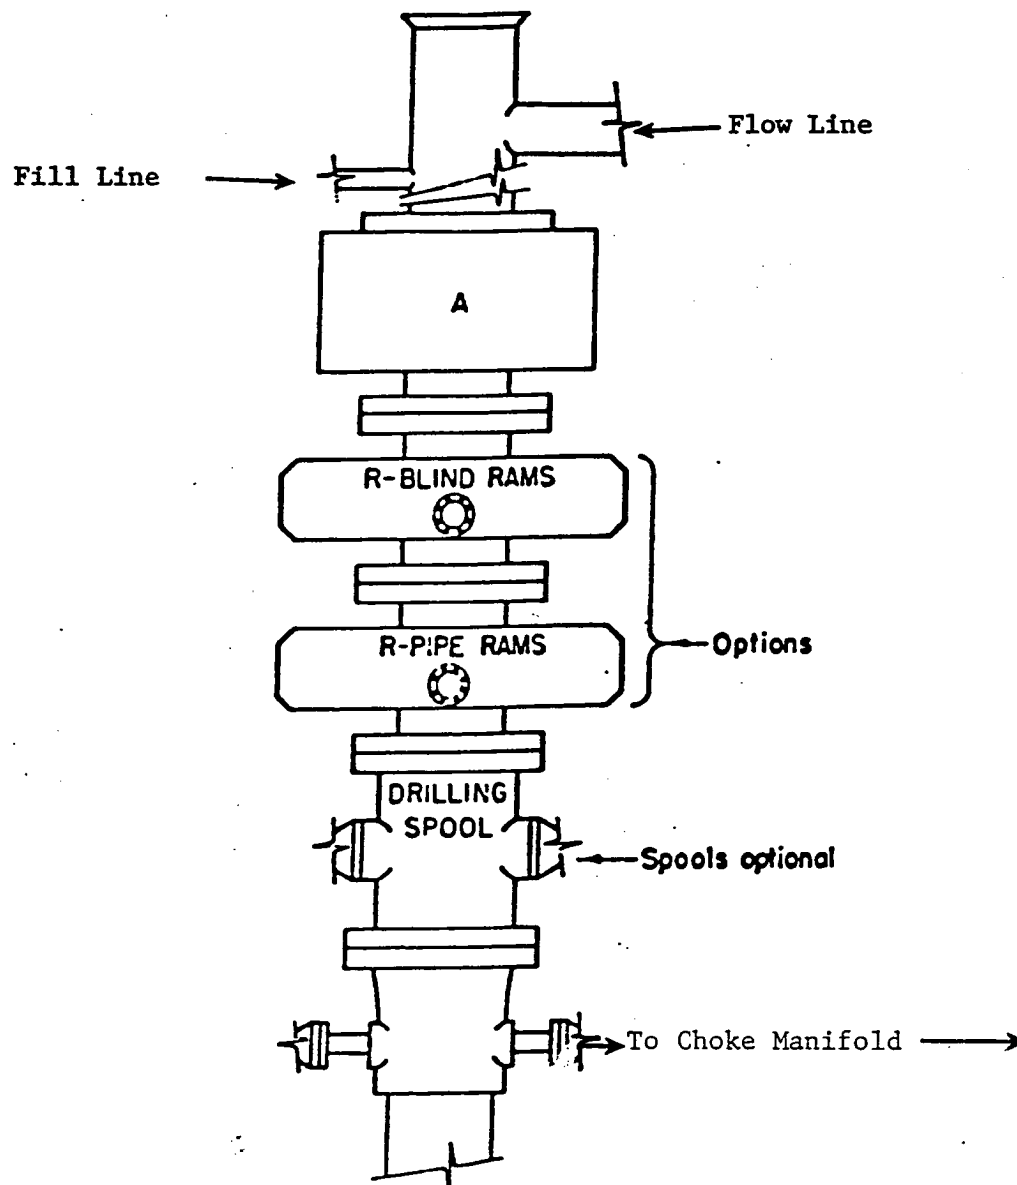 Flow Line
Fill Line
A
R-BLIND RAMS
R-PIPE RAMS
Options
DRILLING
SPOOL
Spools optional
To Choke Manifold